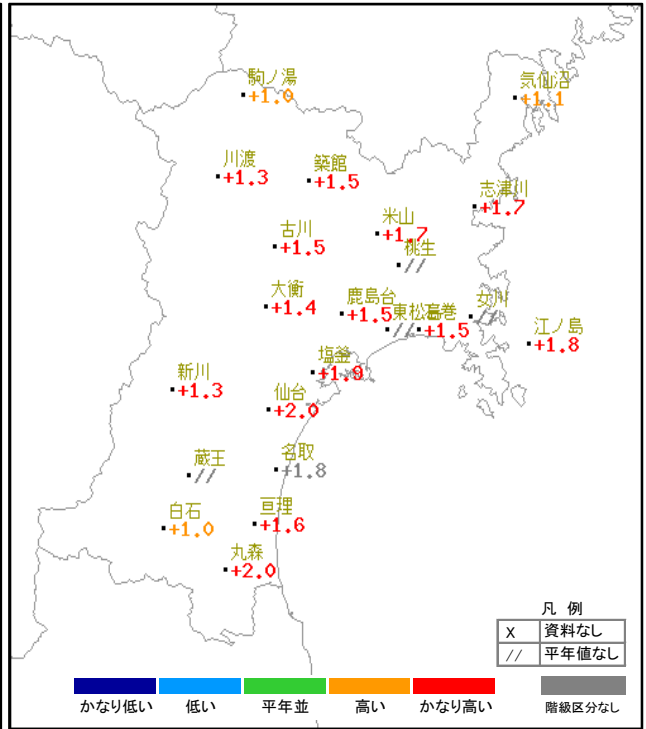 駒ノ湯
+1.0
気仙沼
+1.1
川渡
+1.3
築館
+1.5
志津川
+1.7
米山
+1.7
古川
+1.5
桃生
//
大衡
+1.4
鹿島台
+1.5
東松島
//
石巻
+1.5
女川
//
江ノ島
+1.8
塩釜
+1.9
新川
+1.3
仙台
+2.0
蔵王
//
名取
+1.8
白石
+1.0
亘理
+1.6
丸森
+2.0
凡 例
X 資料なし
// 平年値なし
かなり低い 低い 平年並 高い かなり高い 階級区分なし